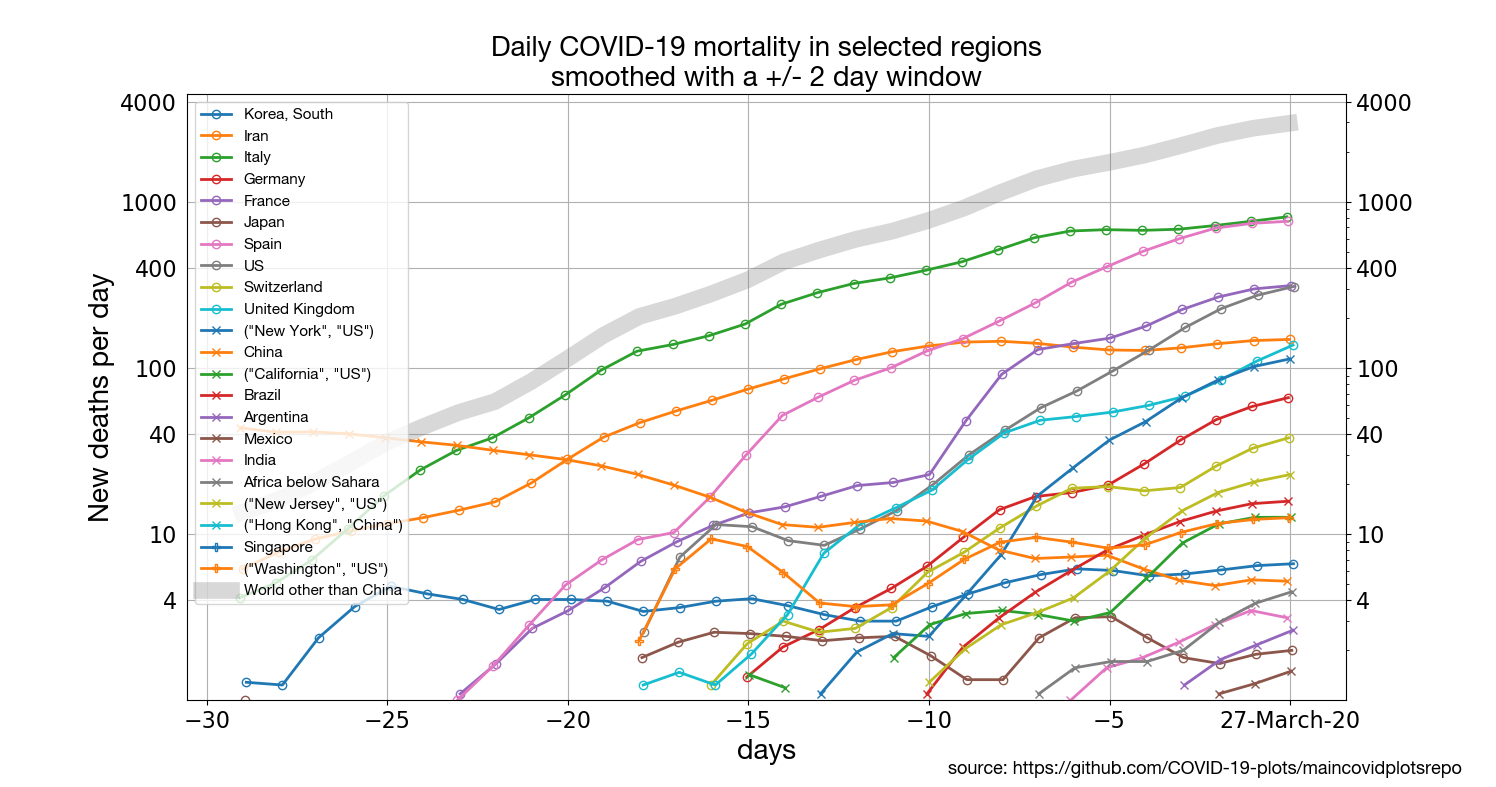 Daily COVID-19 mortality in selected regions
smoothed with a +/- 2 day window
New deaths per day
4000
1000
400
100
40
10
4
4000
1000
400
100
40
10
4
Korea, South
Iran
Italy
Germany
France
Japan
Spain
US
Switzerland
United Kingdom
("New York", "US")
China
("California", "US")
Brazil
Argentina
Mexico
India
Africa below Sahara
("New Jersey", "US")
("Hong Kong", "China")
Singapore
("Washington", "US")
World other than China
−30 −25 −20 −15 −10 −5 27-March-20
days
source: https://github.com/COVID-19-plots/maincovidplotsrepo